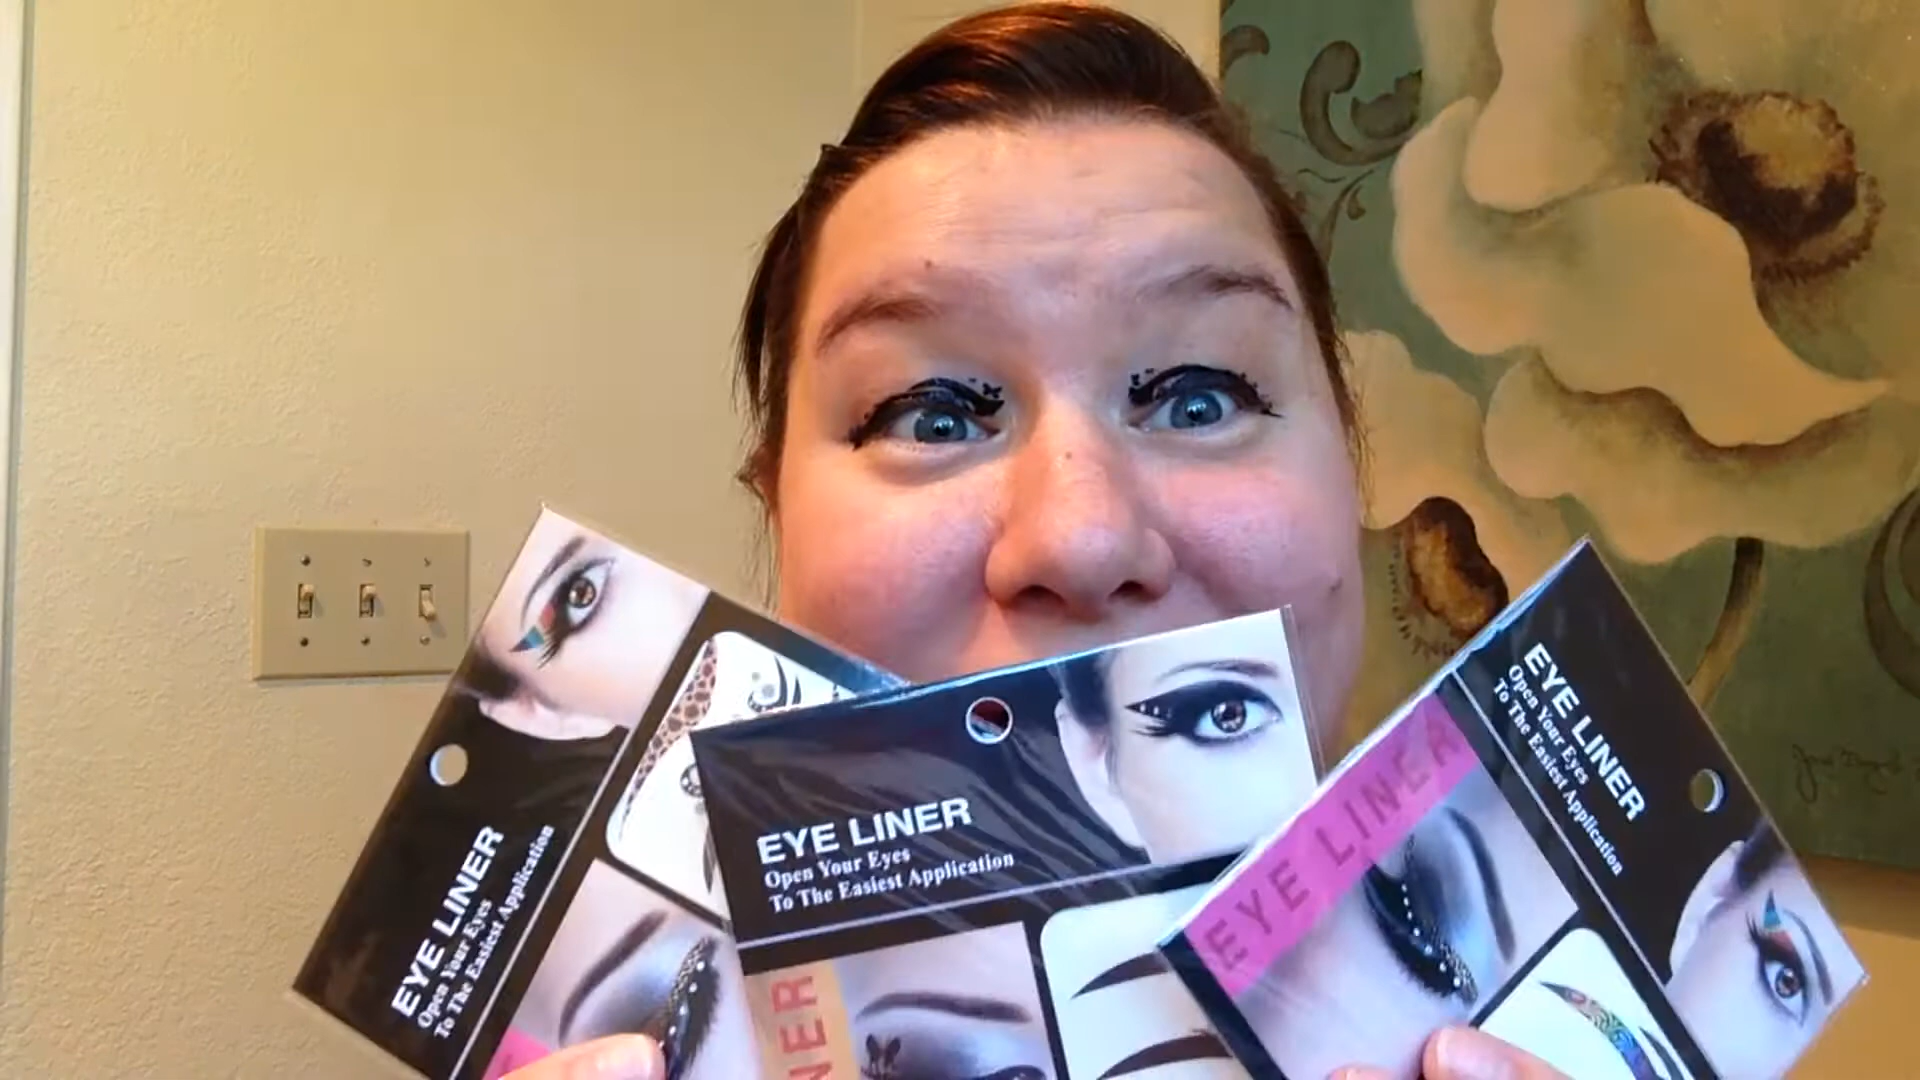 EYE LINER
Open Your Eyes
To The Easiest Application
EYE LINER
Open Your Eyes
To The Easiest Application
NER
EYE LINER
Open Your Eyes
To The Easiest Application
EYE LINEA